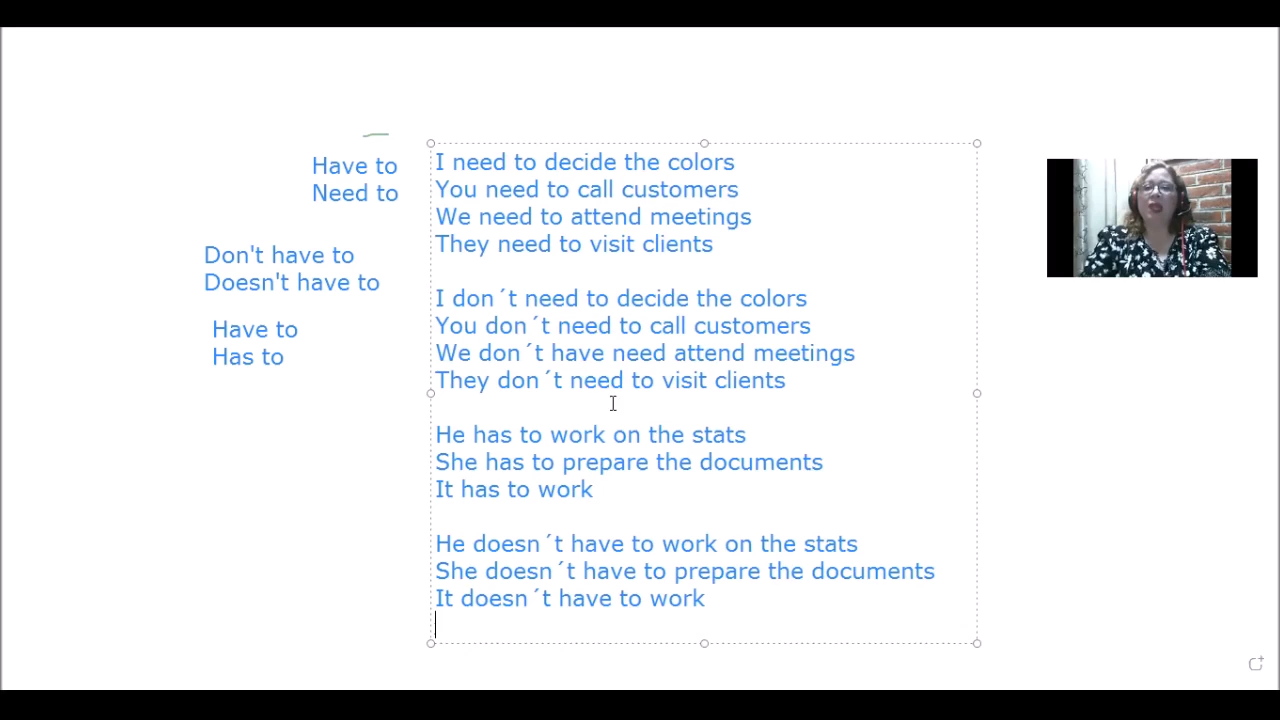 Have to
Need to
Don't have to
Doesn't have to
Have to
Has to
I need to decide the colors
You need to call customers
We need to attend meetings
They need to visit clients
I don´t need to decide the colors
You don´t need to call customers
We don´t have need attend meetings
They don´t need to visit clients
He has to work on the stats
She has to prepare the documents
It has to work
He doesn´t have to work on the stats
She doesn´t have to prepare the documents
It doesn´t have to work